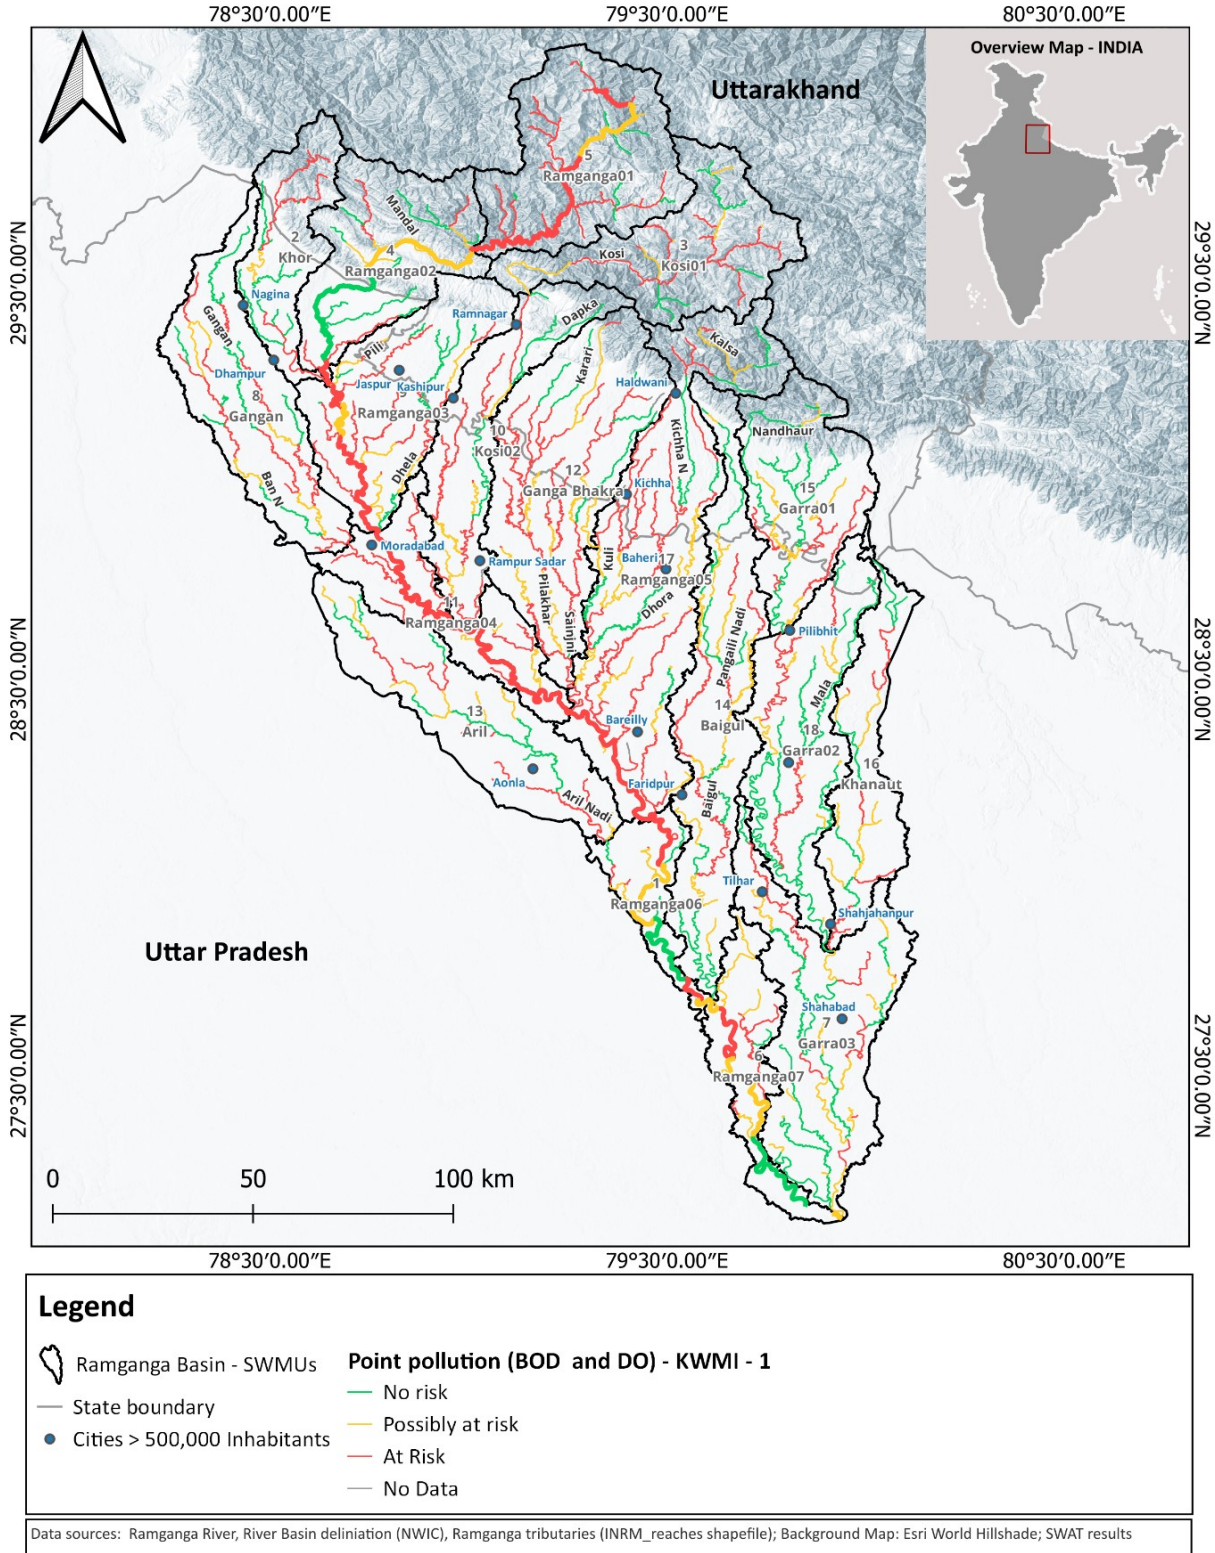 78°30′0.00″E
79°30′0.00″E
80°30′0.00″E
Overview Map - INDIA
Uttarakhand
5
Ramganga01
Mandal
2
Khor
4
Ramganga02
Kosi
3
Kosi01
29°30′0.00″N
29°30′0.00″N
Nagina
Gangan
Ramnagar
Dapka
Kaisa
Pili
Karari
Dhampur
Jaspur
Kashipur
Haldwani
8
Gangan
9
Ramganga03
10
Kosi02
Kichha N
Nandhaur
Dhela
12
Ganga Bhakra
Kichha
Ban N
15
Garra01
Moradabad
Rampur Sadar
Kuli
Baheri
17
Ramganga05
Pilakhar
Sainjni
Dhora
11
Ramganga04
Pangaili Nadi
Pilibhit
28°30′0.00″N
28°30′0.00″N
Mala
13
Aril
Bareilly
14
Baigul
18
Garra02
16
Khanaut
Aonla
Aril Nadi
Faridpur
Baigul
1
Ramganga06
Tilhar
Shahjahanpur
Uttar Pradesh
Shahabad
7
Garra03
6
Ramganga07
27°30′0.00″N
27°30′0.00″N
0
50
100 km
78°30′0.00″E
79°30′0.00″E
80°30′0.00″E
Legend
Ramganga Basin - SWMUs
State boundary
Cities > 500,000 Inhabitants
Point pollution (BOD and DO) - KWMI - 1
No risk
Possibly at risk
At Risk
No Data
Data sources: Ramganga River, River Basin deliniation (NWIC), Ramganga tributaries (INRM_reaches shapefile); Background Map: Esri World Hillshade; SWAT results